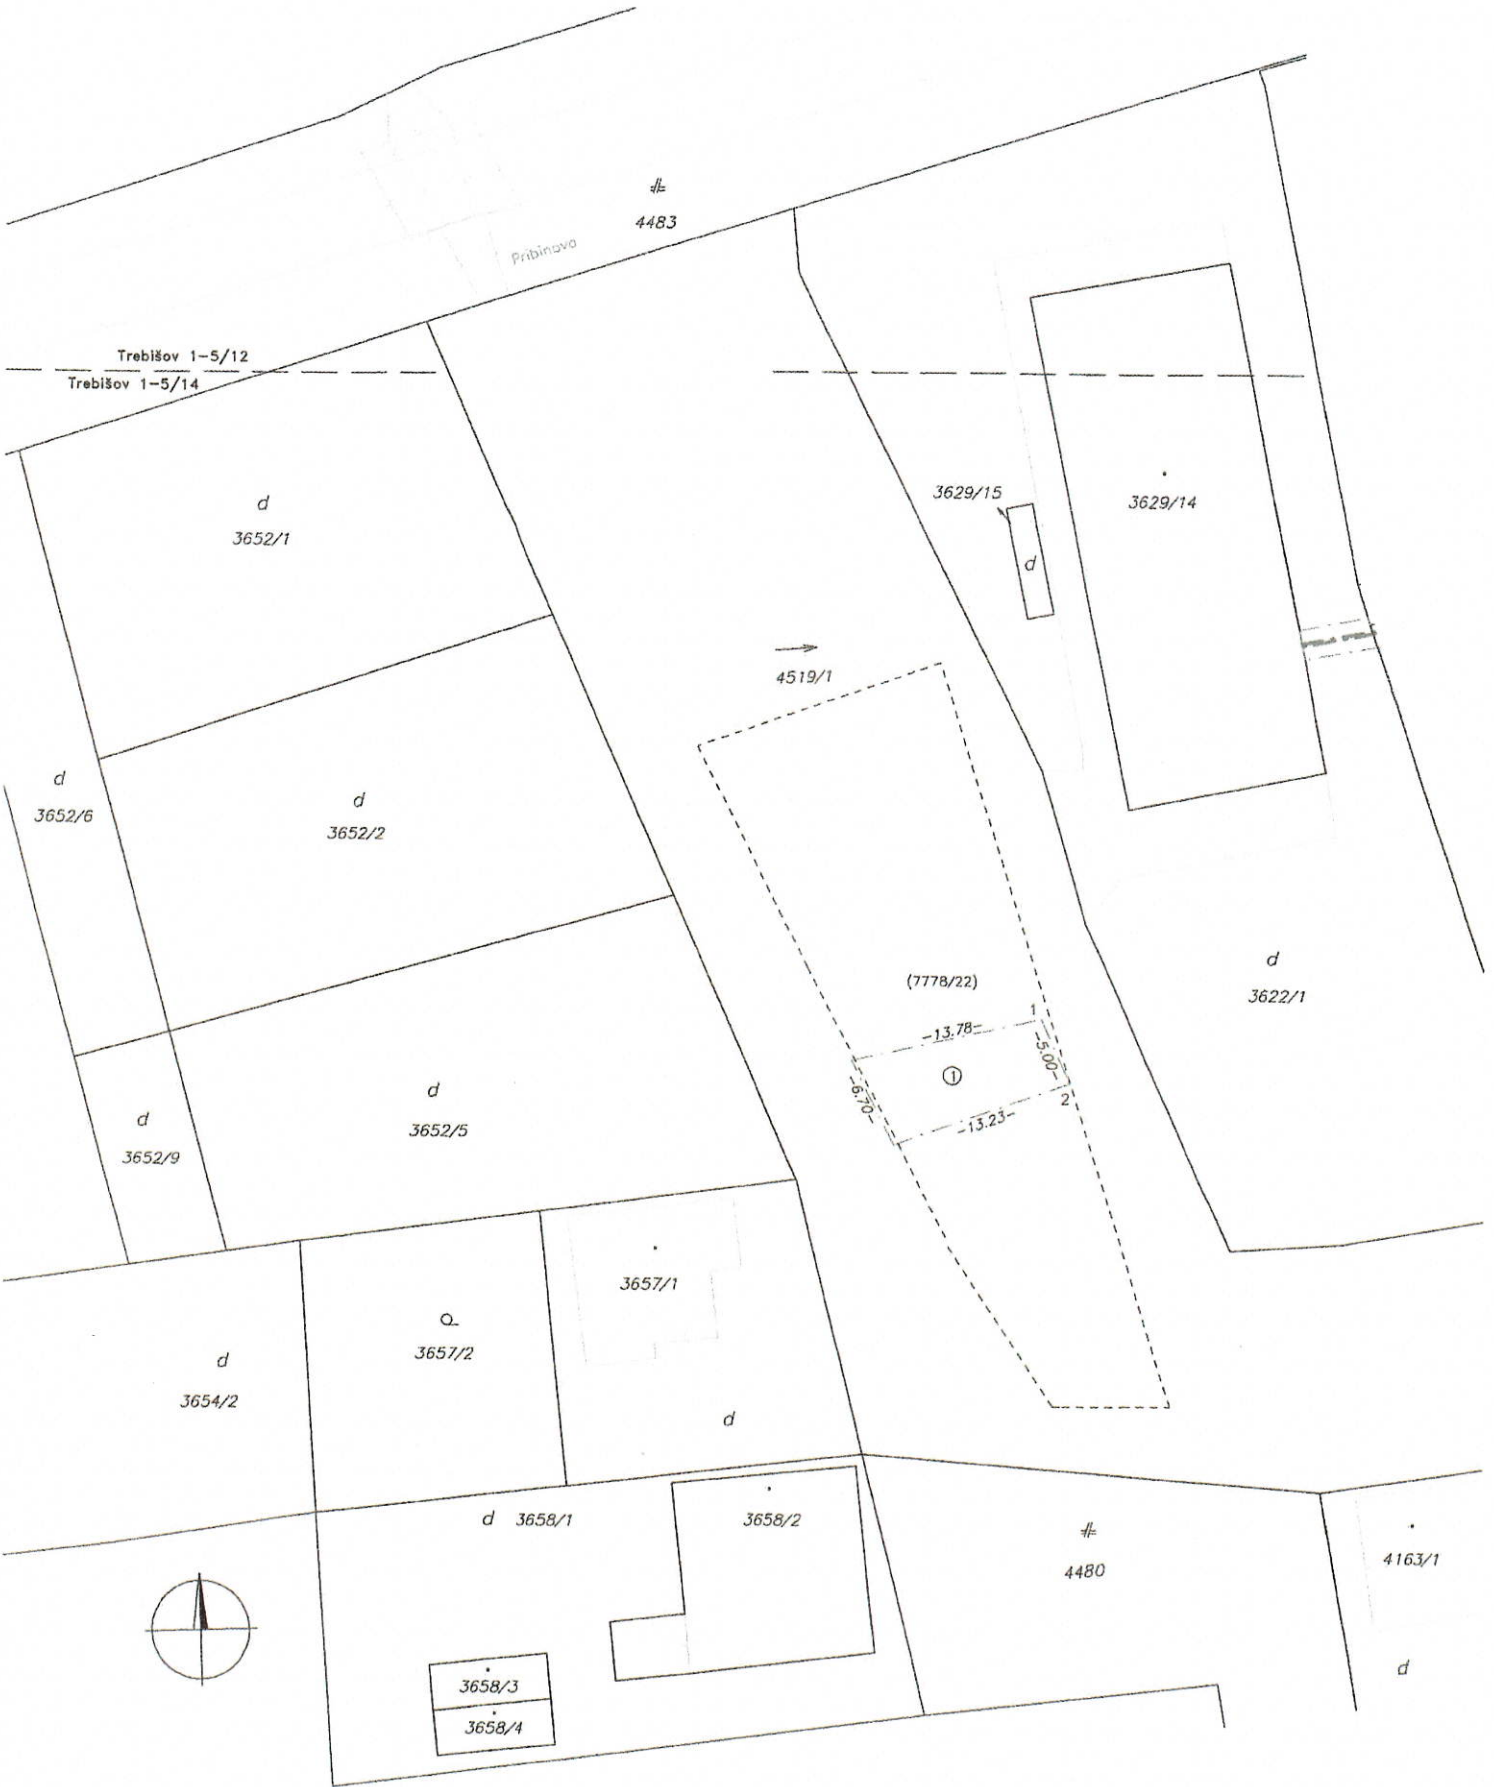 4483
Pribinova
Trebišov 1-5/12
Trebišov 1-5/14
d
3652/1
3629/15
3629/14
d
4519/1
d
3652/6
d
3652/2
(7778/22)
d
3622/1
1
-13.78-
-5.00-
①
-6.70-
2
-13.23-
d
3652/5
d
3652/9
3657/1
3657/2
d
3654/2
d
d 3658/1
3658/2
4480
4163/1
3658/3
3658/4
d